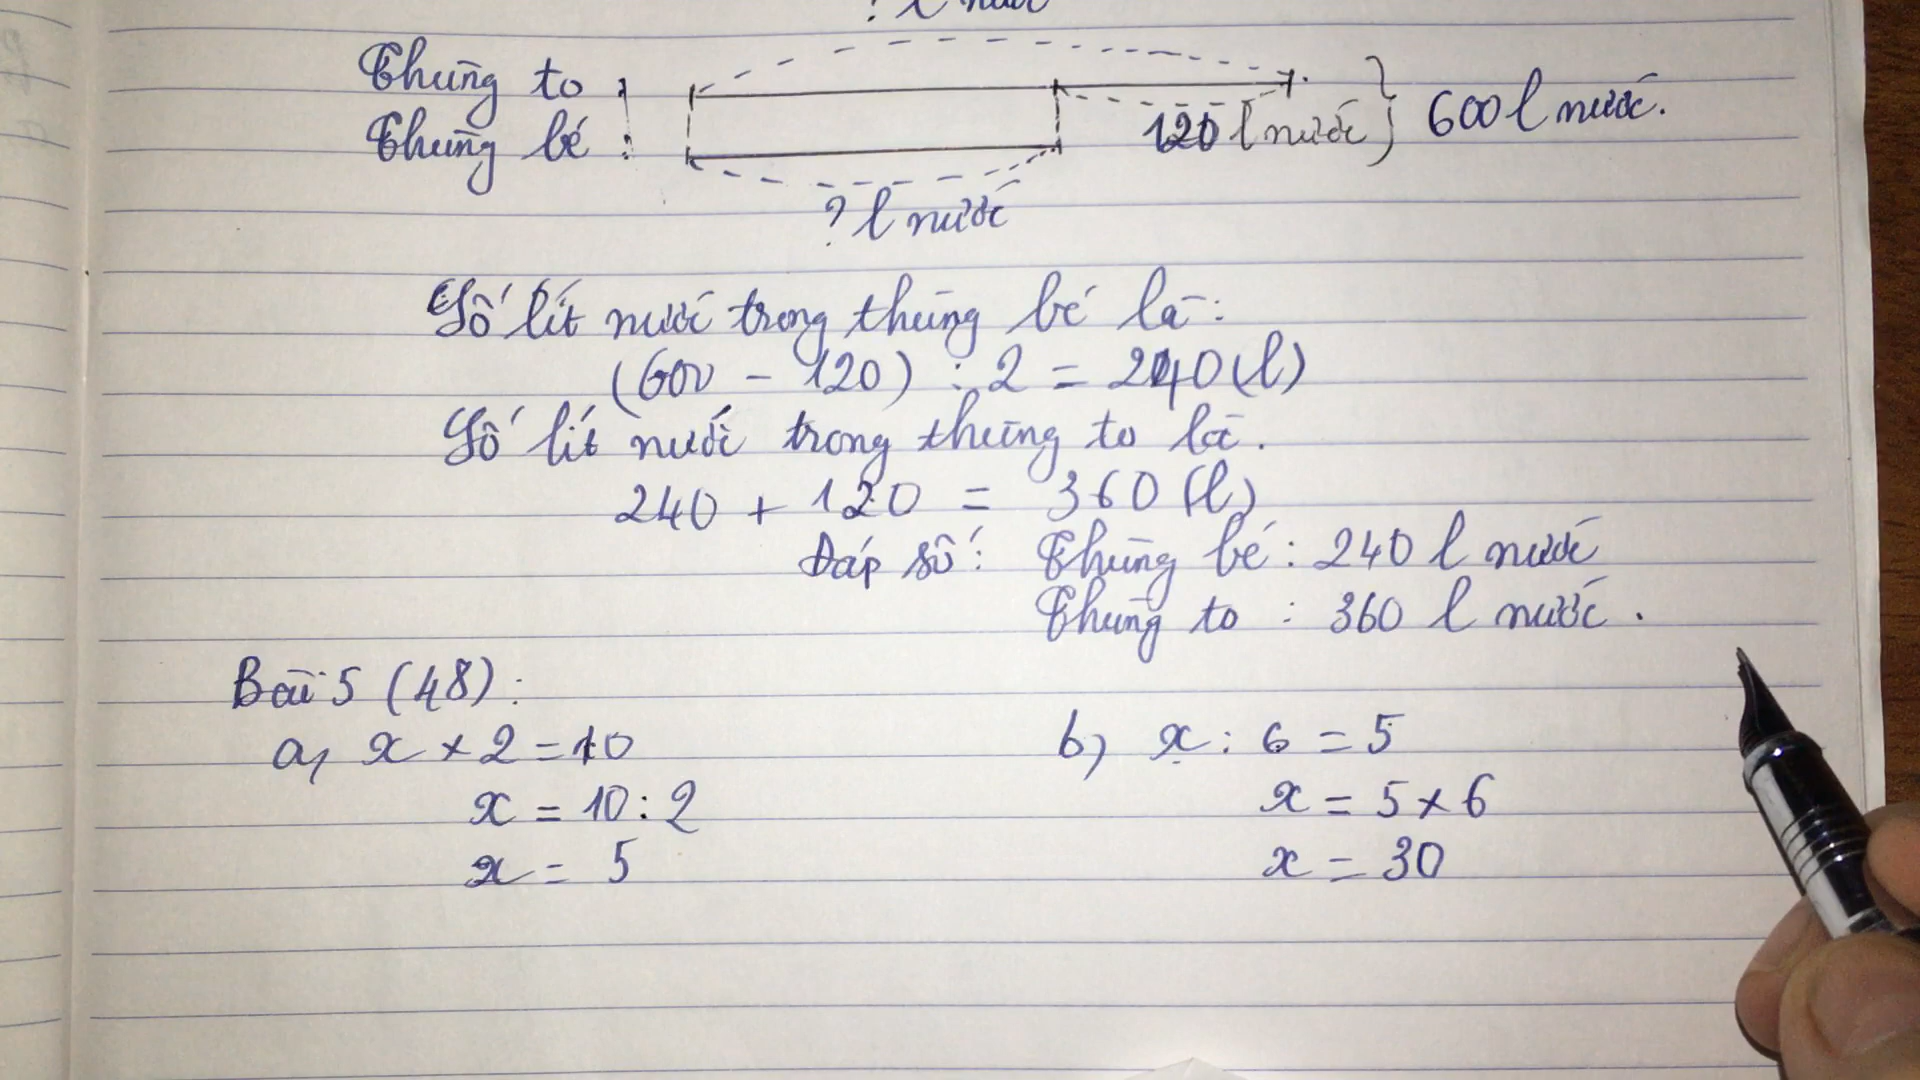 ? l nước
Thùng to :
Thùng bé :
120 l nước } 600 l nước.
? l nước
Số lít nước trong thùng bé là:
(600 - 120) : 2 = 240 (l)
Số lít nước trong thùng to là.
240 + 120 = 360 (l)
Đáp số: Thùng bé : 240 l nước
Thùng to : 360 l nước.
Bài 5 (48) :
a, x × 2 = 10
x = 10 : 2
x = 5
b) x : 6 = 5
x = 5 × 6
x = 30